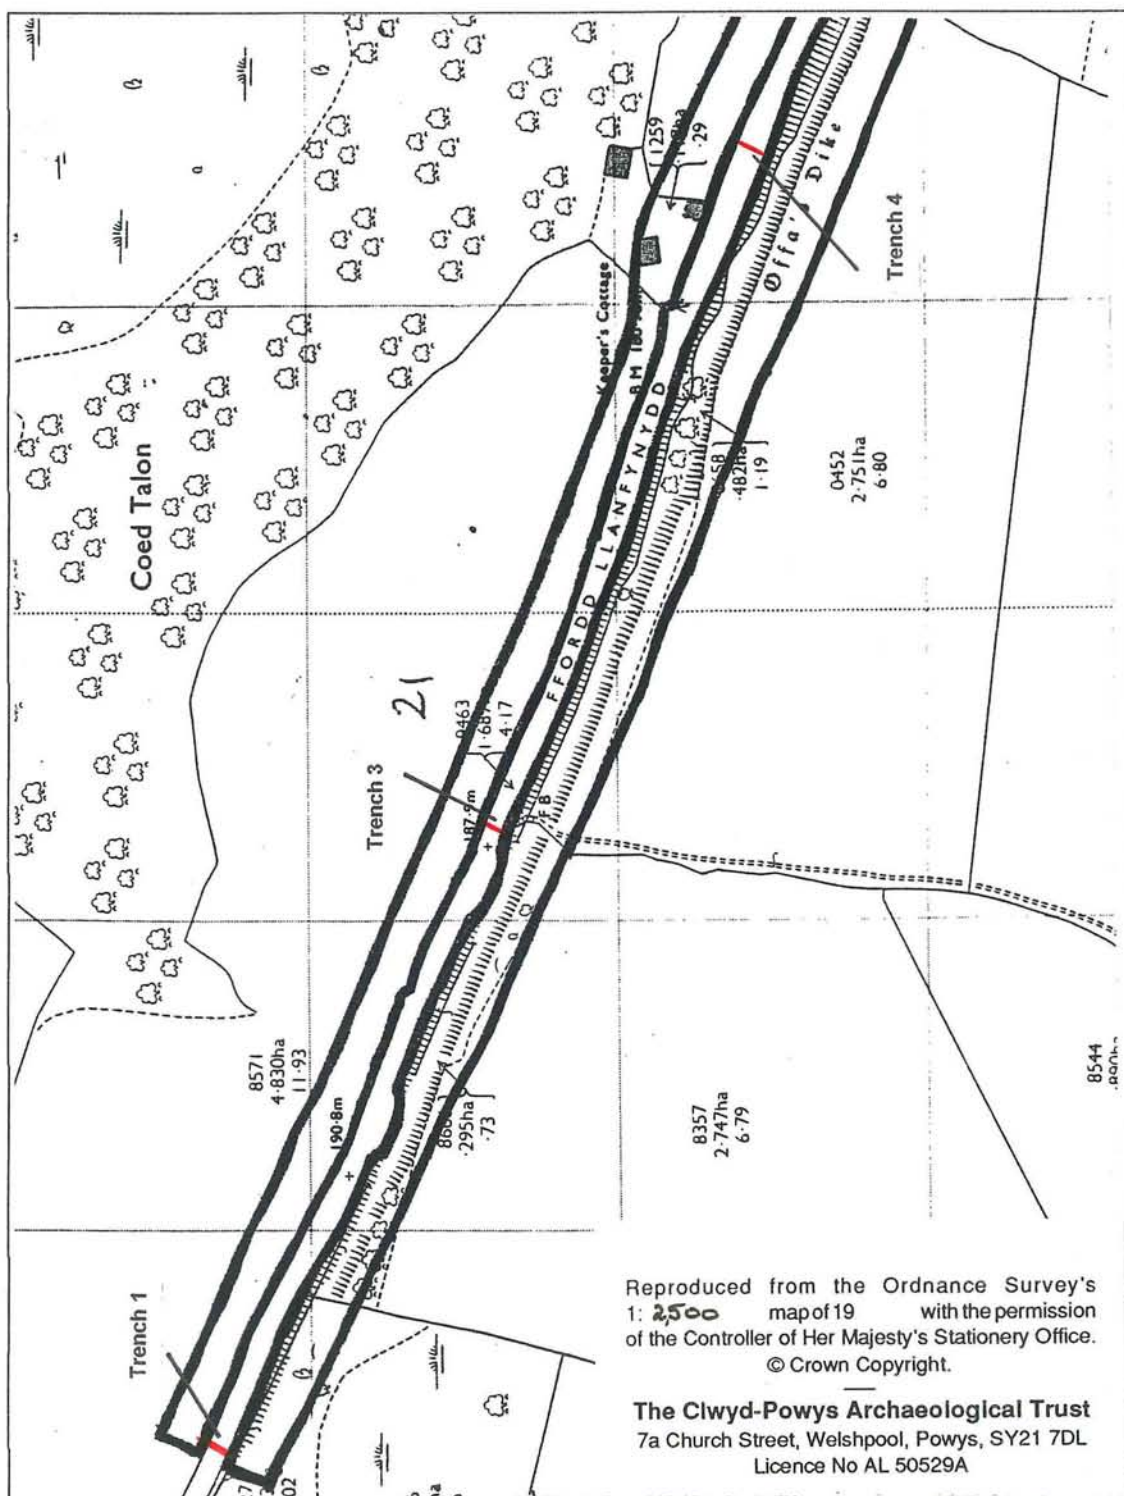 Coed Talon
Trench 1
Trench 3
Trench 4
21
[1259
.29
Offa's Dike
Keeper's Cottage
BM
FFORDD LLANFYNYDD
.482ha
1.19
0452
2.751ha
6.80
0463
1.687
4.17
187.9m
FB
8571
4.830ha
11.93
190.8m
.295ha
.73
8357
2.747ha
6.79
8544
02
Reproduced from the Ordnance Survey's
1: 2,500 map of 19 with the permission
of the Controller of Her Majesty's Stationery Office.
© Crown Copyright.
The Clwyd-Powys Archaeological Trust
7a Church Street, Welshpool, Powys, SY21 7DL
Licence No AL 50529A